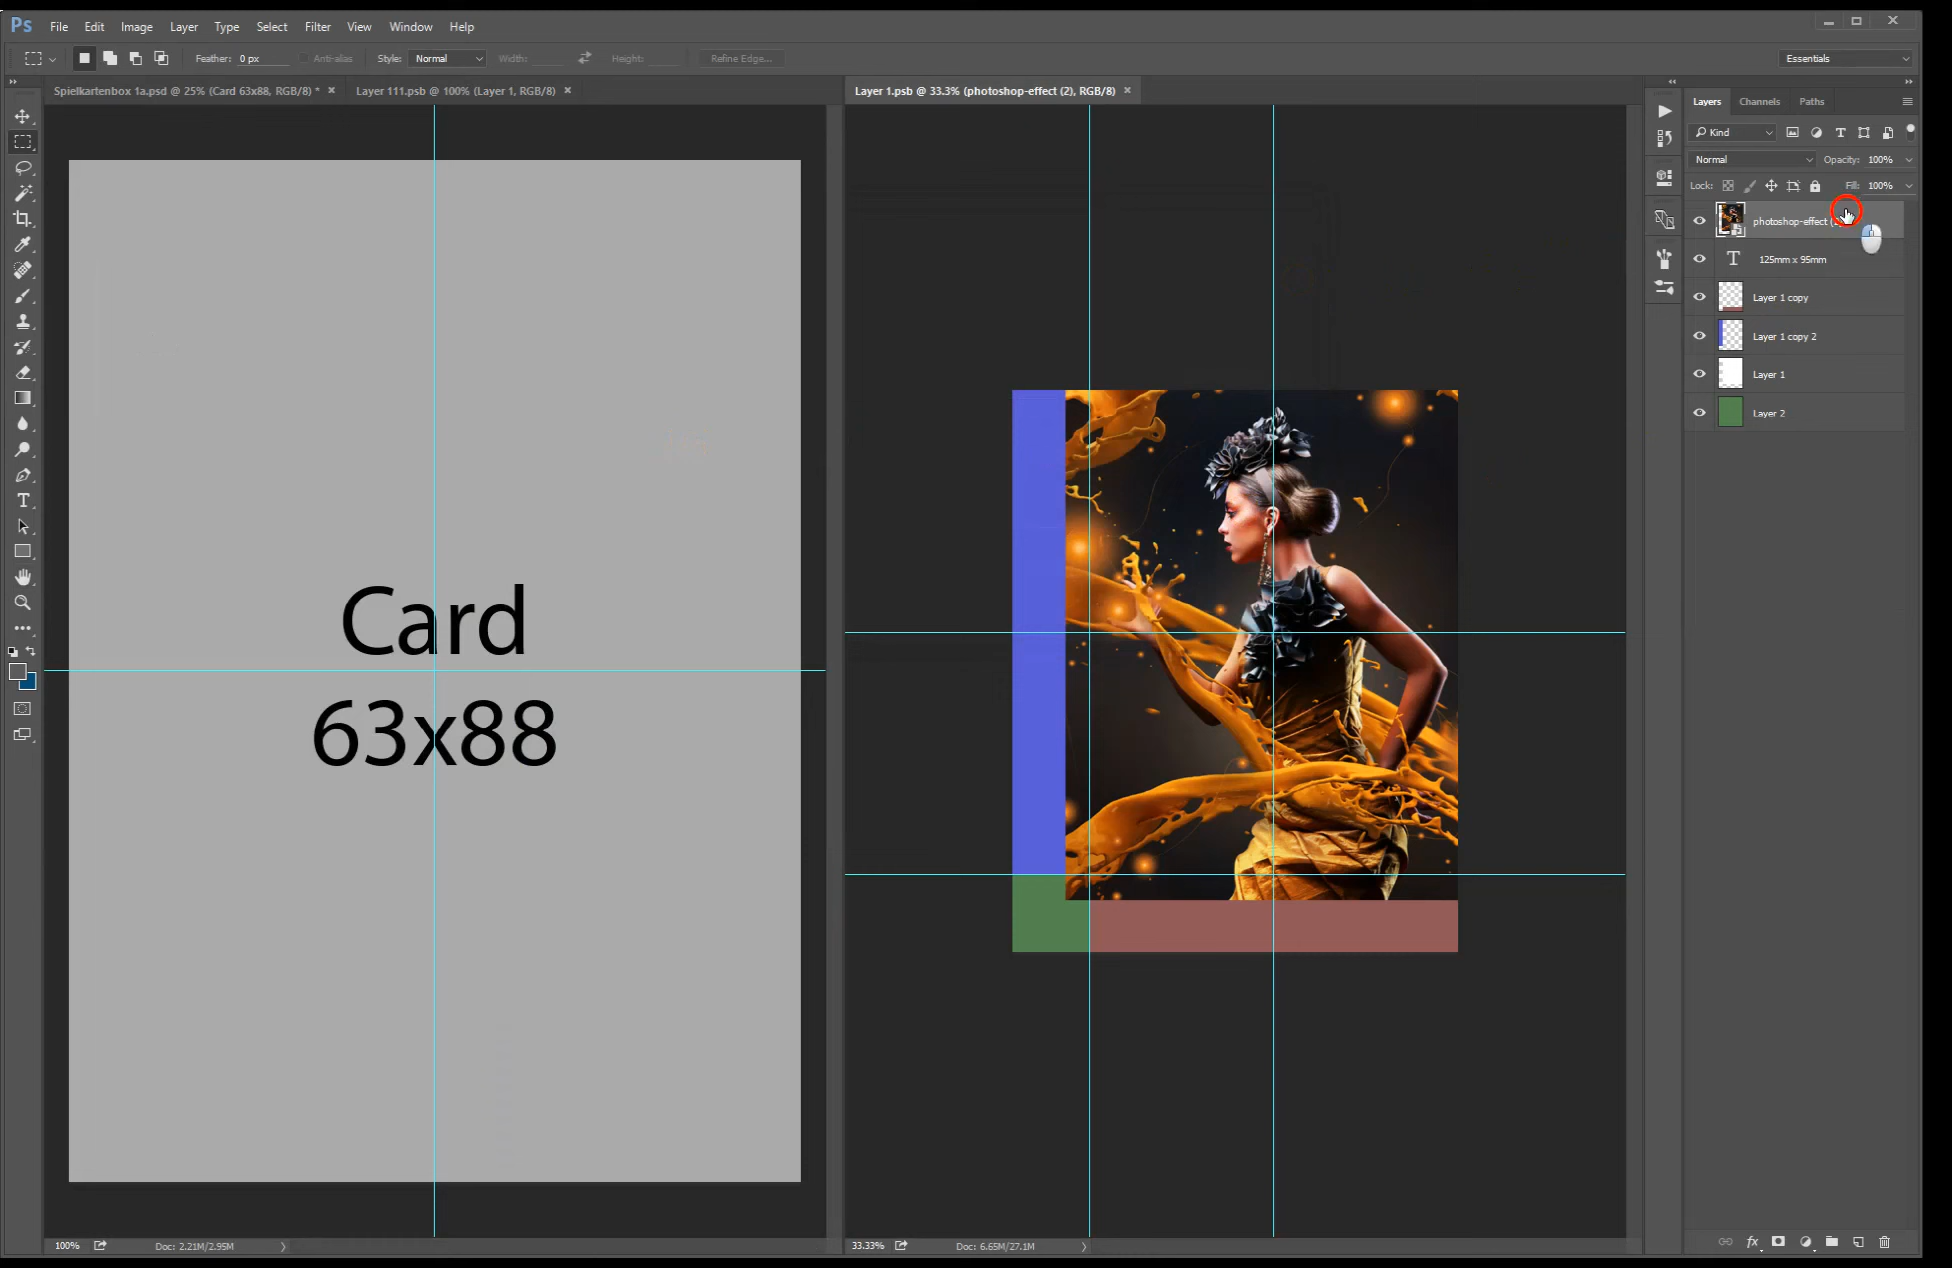 Ps File Edit Image Layer Type Select Filter View Window Help
Feather: 0 px Anti-alias Style: Normal Width: Height: Refine Edge... Essentials
Spielkartenbox 1a.psd @ 25% (Card 63x88, RGB/8) * × Layer 111.psb @ 100% (Layer 1, RGB/8) × Layer 1.psb @ 33.3% (photoshop-effect (2), RGB/8) ×
Layers Channels Paths
Kind
Normal Opacity: 100%
Lock: Fill: 100%
photoshop-effect
125mm x 95mm
Layer 1 copy
Layer 1 copy 2
Layer 1
Layer 2
Card
63x88
100% Doc: 2.21M/2.95M
33.33% Doc: 6.65M/27.1M
fx